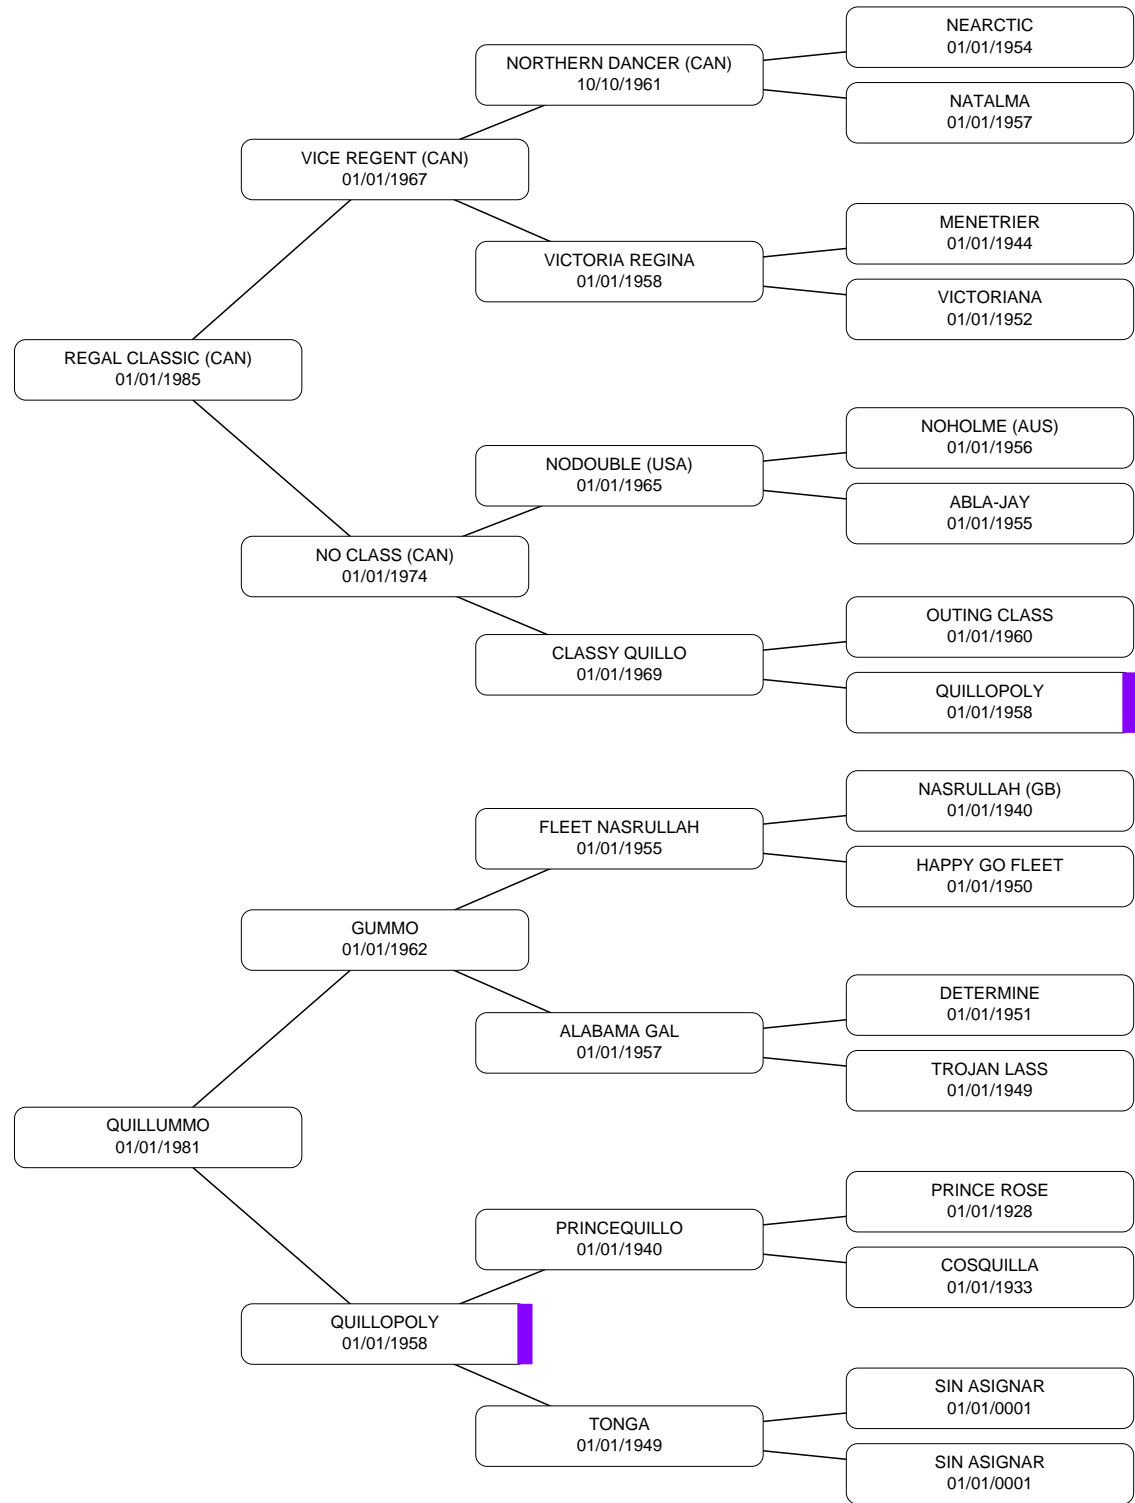 NEARCTIC
01/01/1954
NORTHERN DANCER (CAN)
10/10/1961
NATALMA
01/01/1957
VICE REGENT (CAN)
01/01/1967
MENETRIER
01/01/1944
VICTORIA REGINA
01/01/1958
VICTORIANA
01/01/1952
REGAL CLASSIC (CAN)
01/01/1985
NOHOLME (AUS)
01/01/1956
NODOUBLE (USA)
01/01/1965
ABLA-JAY
01/01/1955
NO CLASS (CAN)
01/01/1974
OUTING CLASS
01/01/1960
CLASSY QUILLO
01/01/1969
QUILLOPOLY
01/01/1958
NASRULLAH (GB)
01/01/1940
FLEET NASRULLAH
01/01/1955
HAPPY GO FLEET
01/01/1950
GUMMO
01/01/1962
DETERMINE
01/01/1951
ALABAMA GAL
01/01/1957
TROJAN LASS
01/01/1949
QUILLUMMO
01/01/1981
PRINCE ROSE
01/01/1928
PRINCEQUILLO
01/01/1940
COSQUILLA
01/01/1933
QUILLOPOLY
01/01/1958
SIN ASIGNAR
01/01/0001
TONGA
01/01/1949
SIN ASIGNAR
01/01/0001